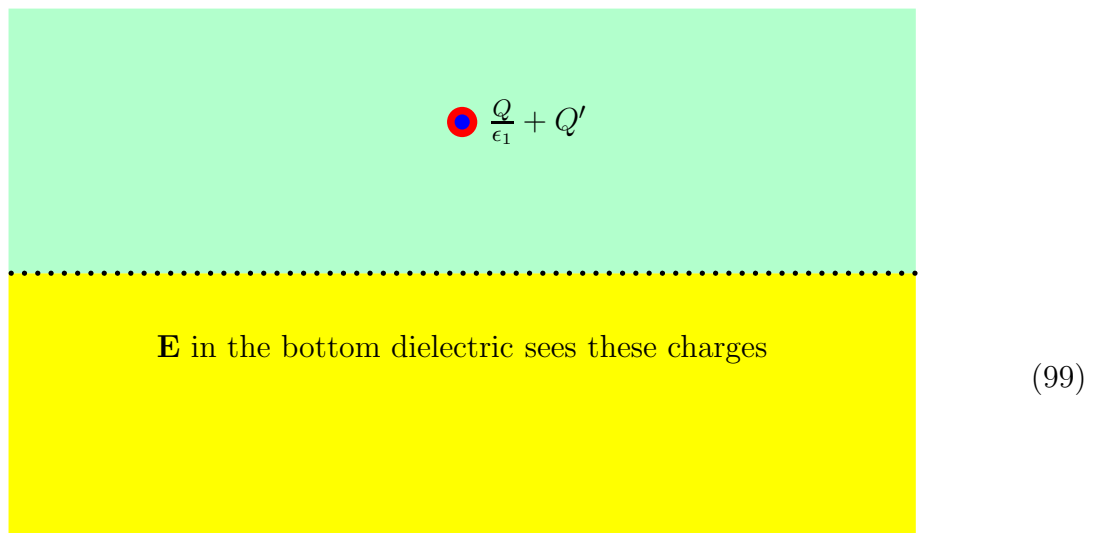 Q/ϵ₁ + Q′
E in the bottom dielectric sees these charges
(99)